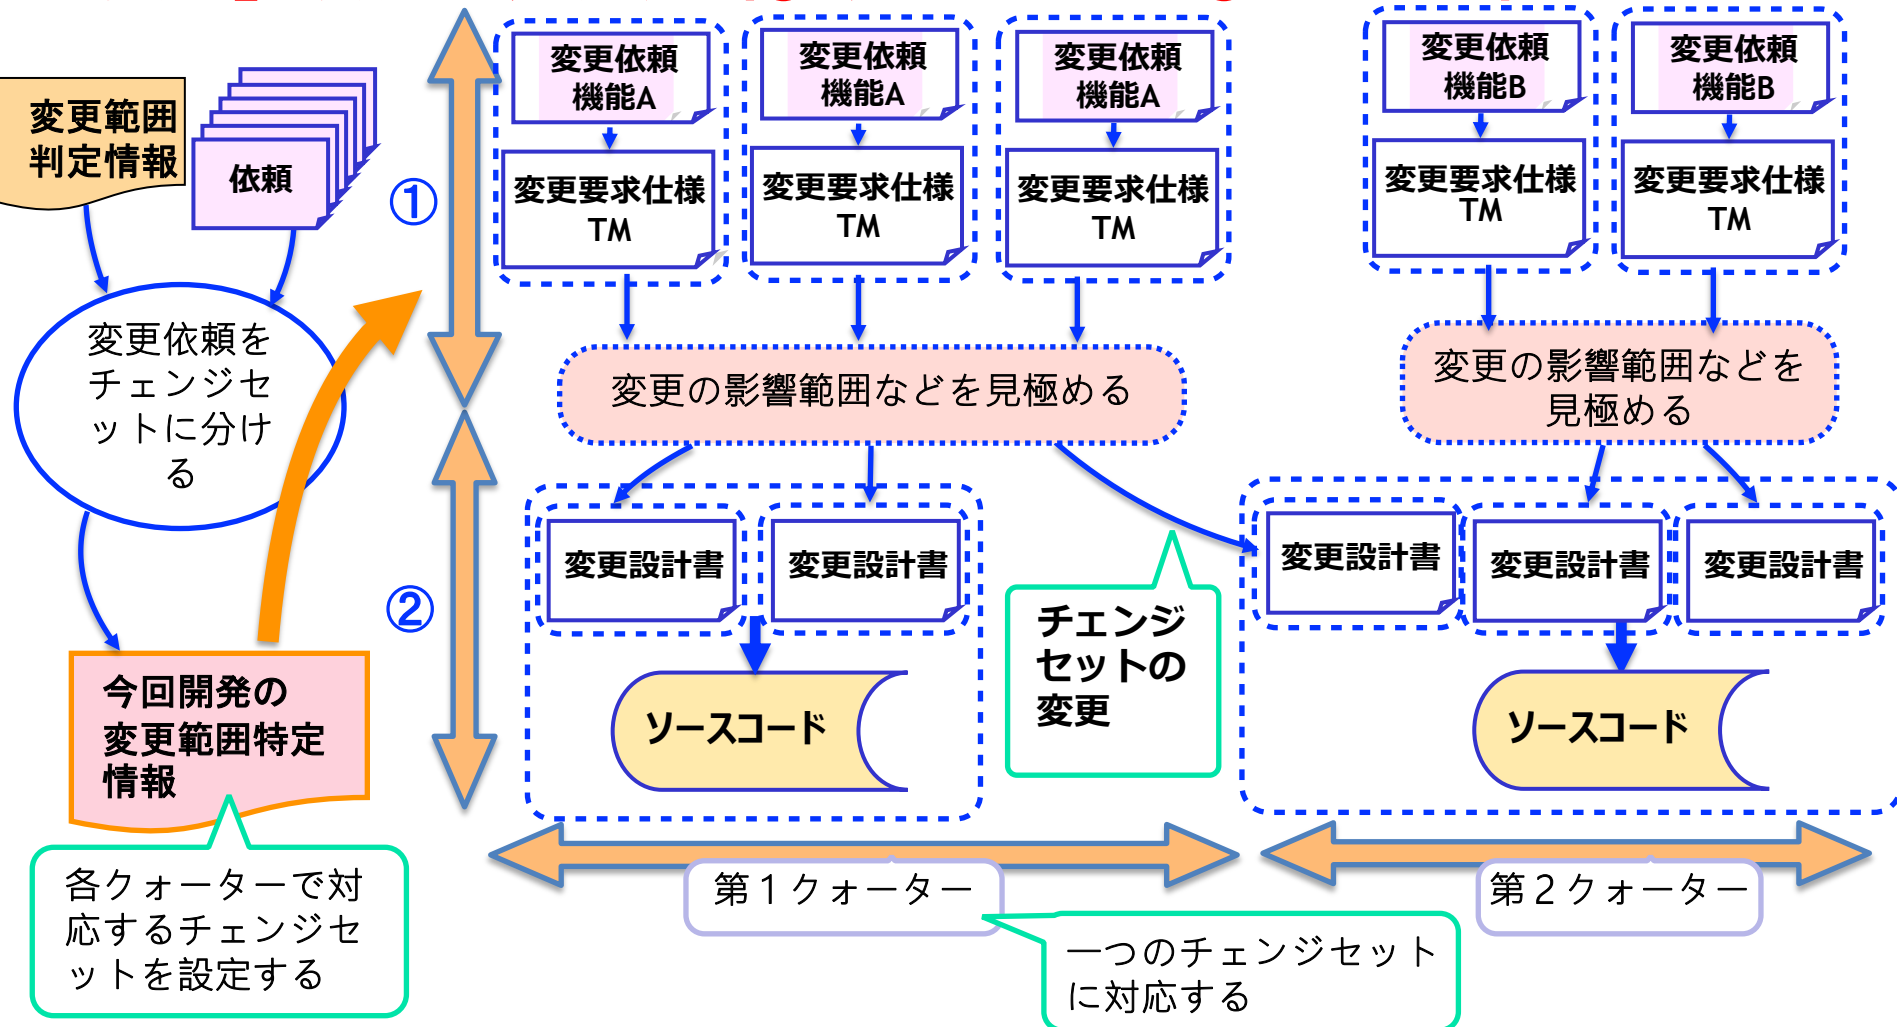 変更範囲
判定情報
依頼
変更依頼を
チェンジセ
ットに分け
る
今回開発の
変更範囲特定
情報
各クォーターで対
応するチェンジセ
ットを設定する
①
②
変更依頼
機能A
変更要求仕様
TM
変更依頼
機能A
変更要求仕様
TM
変更依頼
機能A
変更要求仕様
TM
変更の影響範囲などを見極める
変更設計書
変更設計書
ソースコード
チェンジ
セットの
変更
変更依頼
機能B
変更要求仕様
TM
変更依頼
機能B
変更要求仕様
TM
変更の影響範囲などを
見極める
変更設計書
変更設計書
変更設計書
ソースコード
第１クォーター
第２クォーター
一つのチェンジセット
に対応する